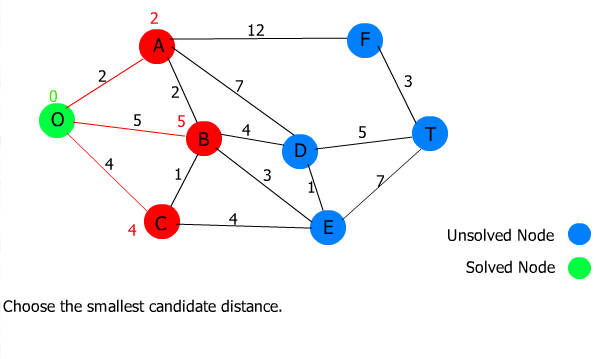 2
12
A
F
2
7
3
0
2
O
5
5
B
4
D
5
T
4
1
3
1
7
C
4
4
E
Unsolved Node
Solved Node
Choose the smallest candidate distance.